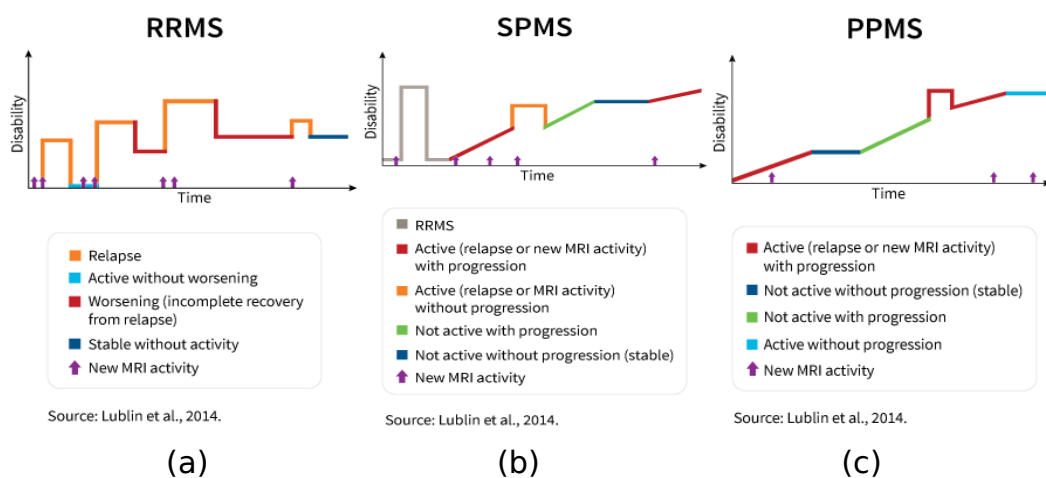 RRMS
Disability
Time
Relapse
Active without worsening
Worsening (incomplete recovery
from relapse)
Stable without activity
New MRI activity
Source: Lublin et al., 2014.
(a)
SPMS
Disability
Time
RRMS
Active (relapse or new MRI activity)
with progression
Active (relapse or MRI activity)
without progression
Not active with progression
Not active without progression (stable)
New MRI activity
Source: Lublin et al., 2014.
(b)
PPMS
Disability
Time
Active (relapse or new MRI activity)
with progression
Not active without progression (stable)
Not active with progression
Active without progression
New MRI activity
Source: Lublin et al., 2014.
(c)